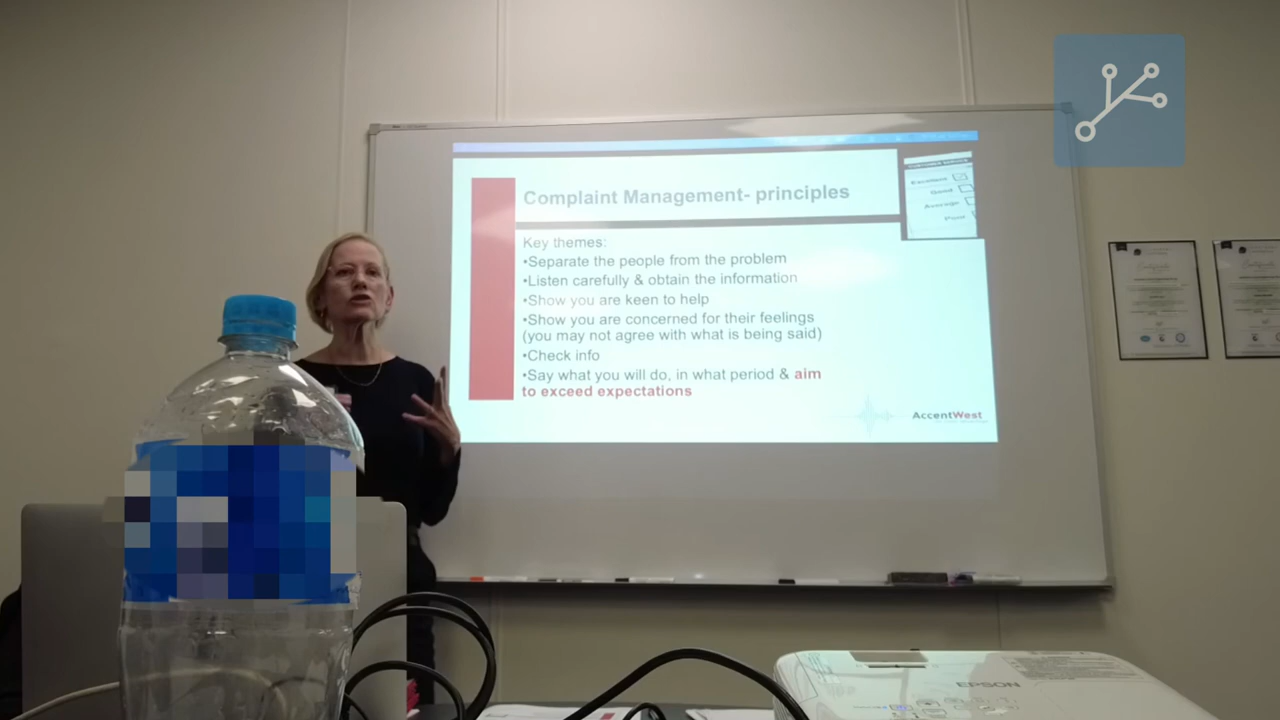 Complaint Management- principles
Key themes:
•Separate the people from the problem
•Listen carefully & obtain the information
•Show you are keen to help
•Show you are concerned for their feelings
(you may not agree with what is being said)
•Check info
•Say what you will do, in what period & aim
to exceed expectations
CUSTOMER SERVICE
Excellent
Good
Average
Poor
AccentWest
EPSON